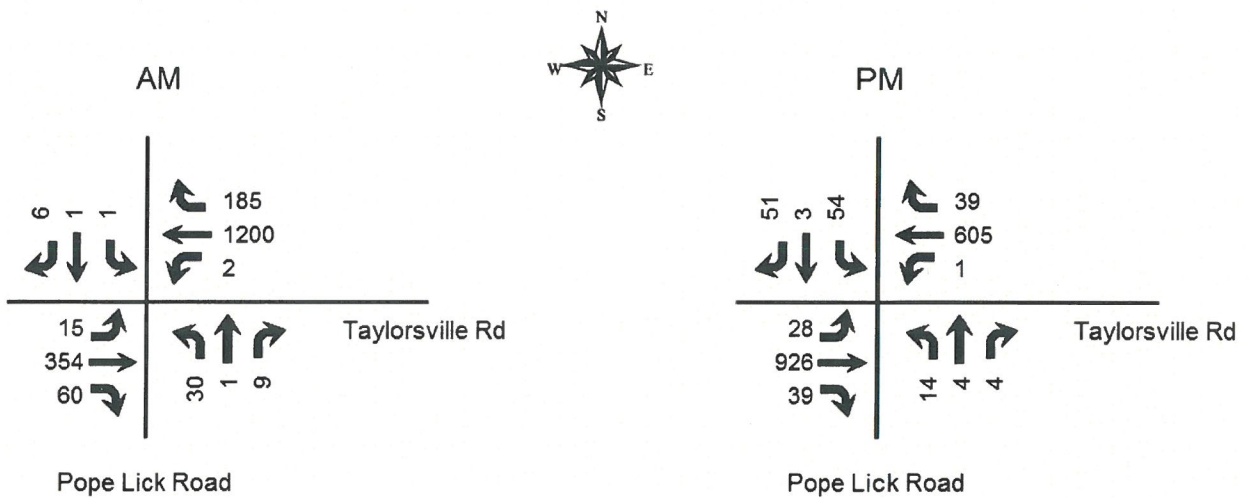 N
W E
S
AM
PM
6 1 1
185
1200
2
15
354
60
30 1 9
Taylorsville Rd
Pope Lick Road
51 3 54
39
605
1
28
926
39
14 4 4
Taylorsville Rd
Pope Lick Road